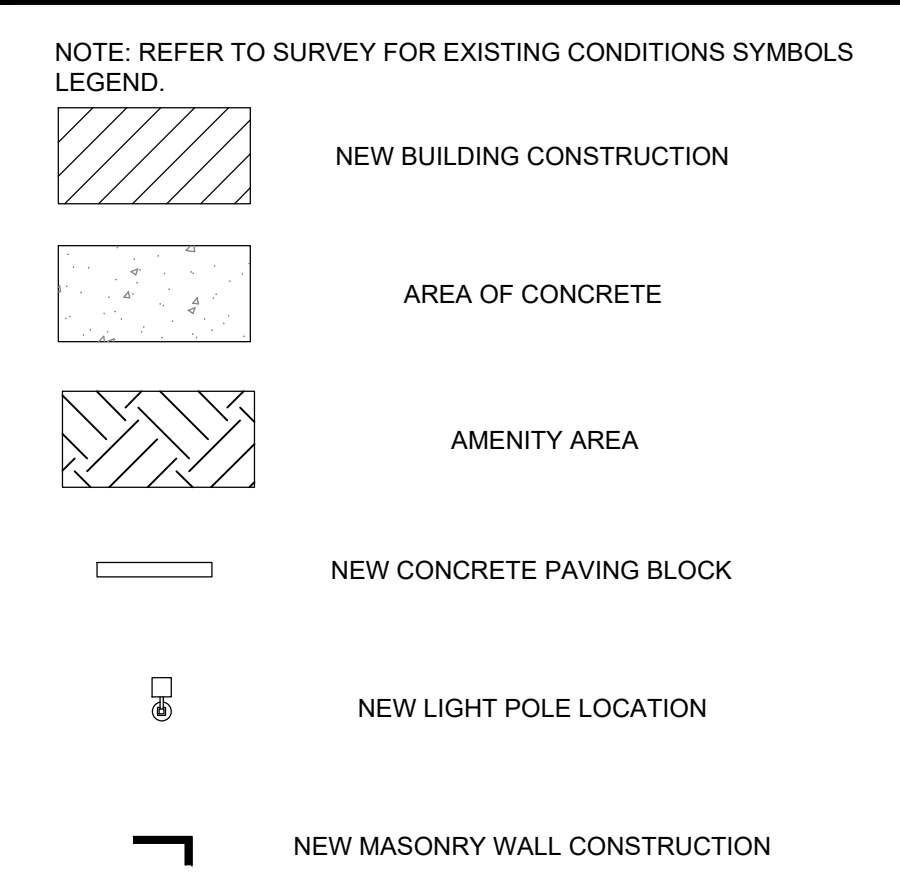 NOTE: REFER TO SURVEY FOR EXISTING CONDITIONS SYMBOLS
LEGEND.
NEW BUILDING CONSTRUCTION
AREA OF CONCRETE
AMENITY AREA
NEW CONCRETE PAVING BLOCK
NEW LIGHT POLE LOCATION
NEW MASONRY WALL CONSTRUCTION